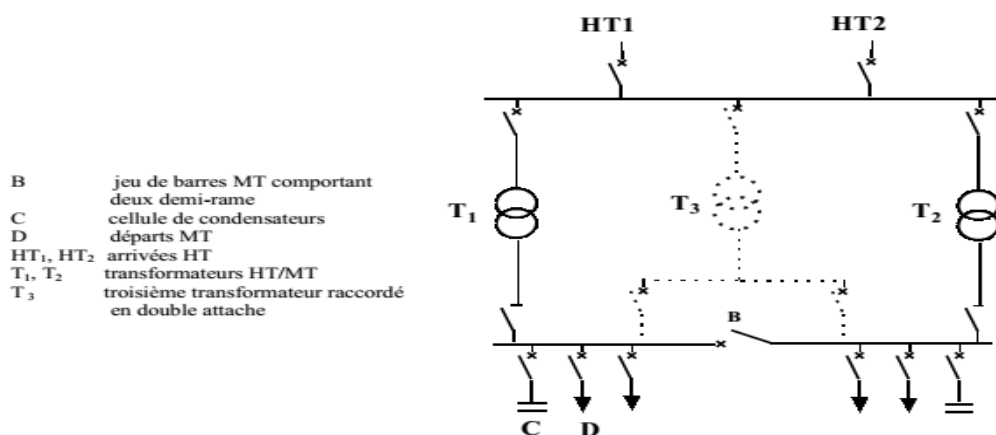 HT1
HT2
B jeu de barres MT comportant
deux demi-rame
C cellule de condensateurs
D départs MT
HT1, HT2 arrivées HT
T1, T2 transformateurs HT/MT
T3 troisième transformateur raccordé
en double attache
T1
T3
T2
B
C
D